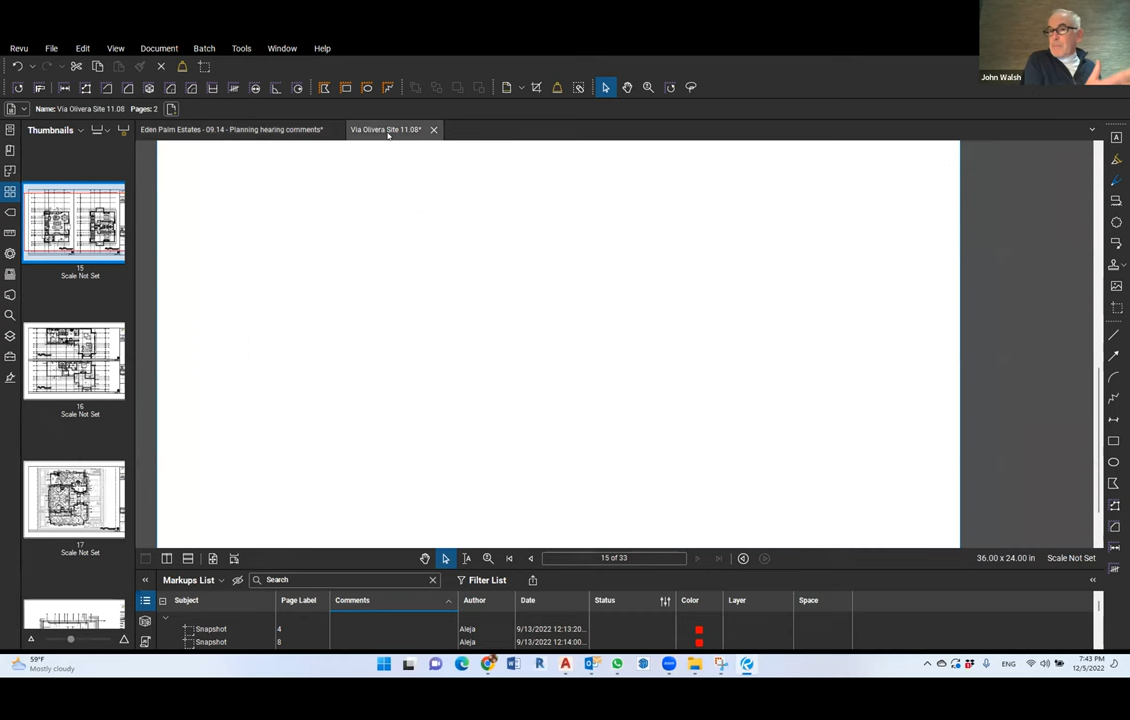 Revu File Edit View Document Batch Tools Window Help
John Walsh
Name: Via Olivera Site 11.08 Pages: 2
Thumbnails
Eden Palm Estates - 09.14 - Planning hearing comments*
Via Olivera Site 11.08*
15
Scale Not Set
16
Scale Not Set
17
Scale Not Set
15 of 33
36.00 x 24.00 in
Scale Not Set
Markups List
Search
Filter List
Subject Page Label Comments Author Date Status Color Layer Space
Snapshot 4 Aleja 9/13/2022 12:13:20...
Snapshot 8 Aleja 9/13/2022 12:14:00...
59°F
Mostly cloudy
ENG
7:43 PM
12/5/2022